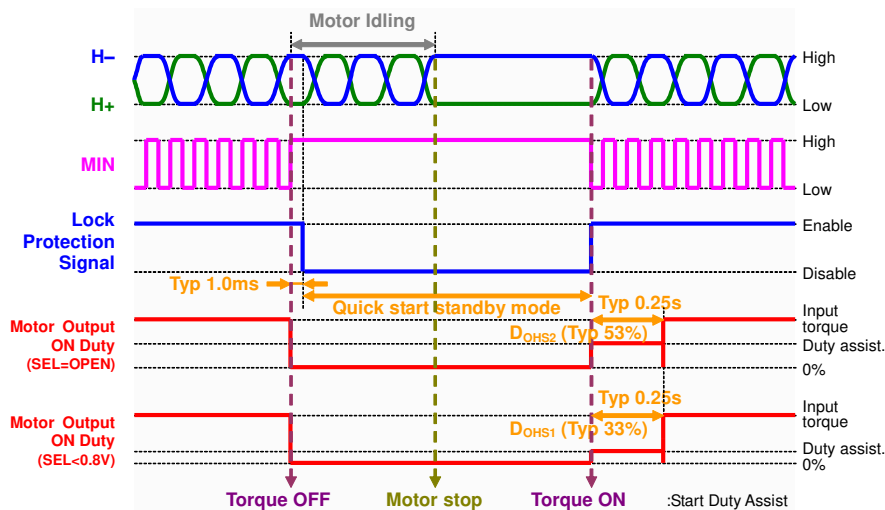 Motor Idling
H−
High
H+
Low
High
MIN
Low
Lock
Protection
Signal
Enable
Disable
Typ 1.0ms
Quick start standby mode
Typ 0.25s
Motor Output
ON Duty
(SEL=OPEN)
D_OHS2 (Typ 53%)
Input
torque
Duty assist.
0%
Typ 0.25s
Motor Output
ON Duty
(SEL<0.8V)
D_OHS1 (Typ 33%)
Input
torque
Duty assist.
0%
Torque OFF
Motor stop
Torque ON
:Start Duty Assist